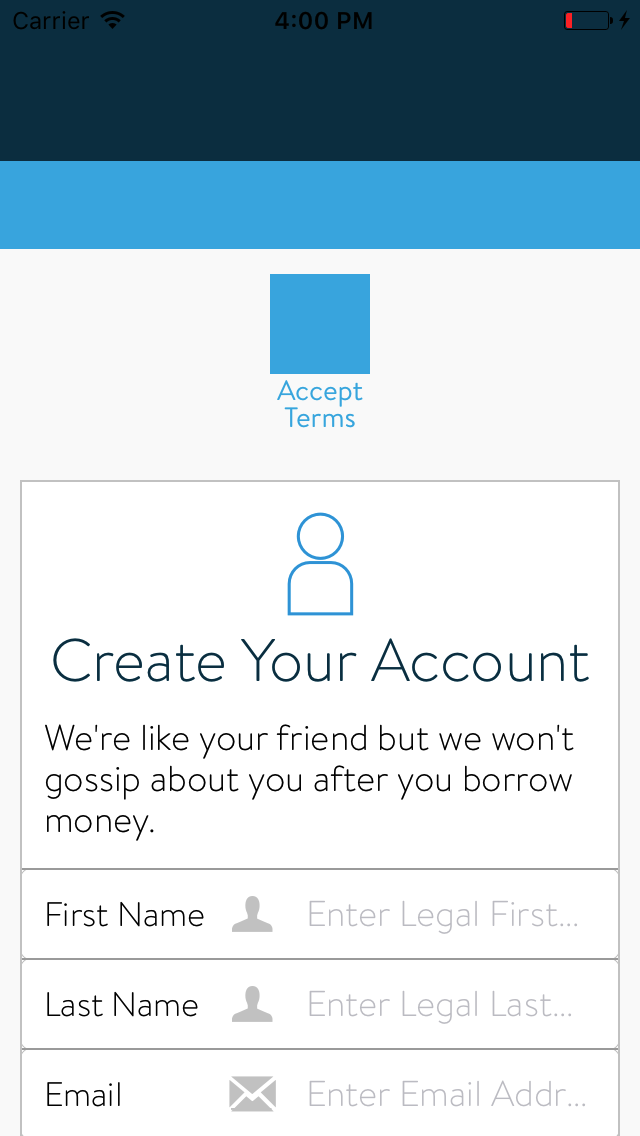 Carrier 4:00 PM
Accept
Terms
Create Your Account
We're like your friend but we won't
gossip about you after you borrow
money.
First Name Enter Legal First...
Last Name Enter Legal Last...
Email Enter Email Addr...